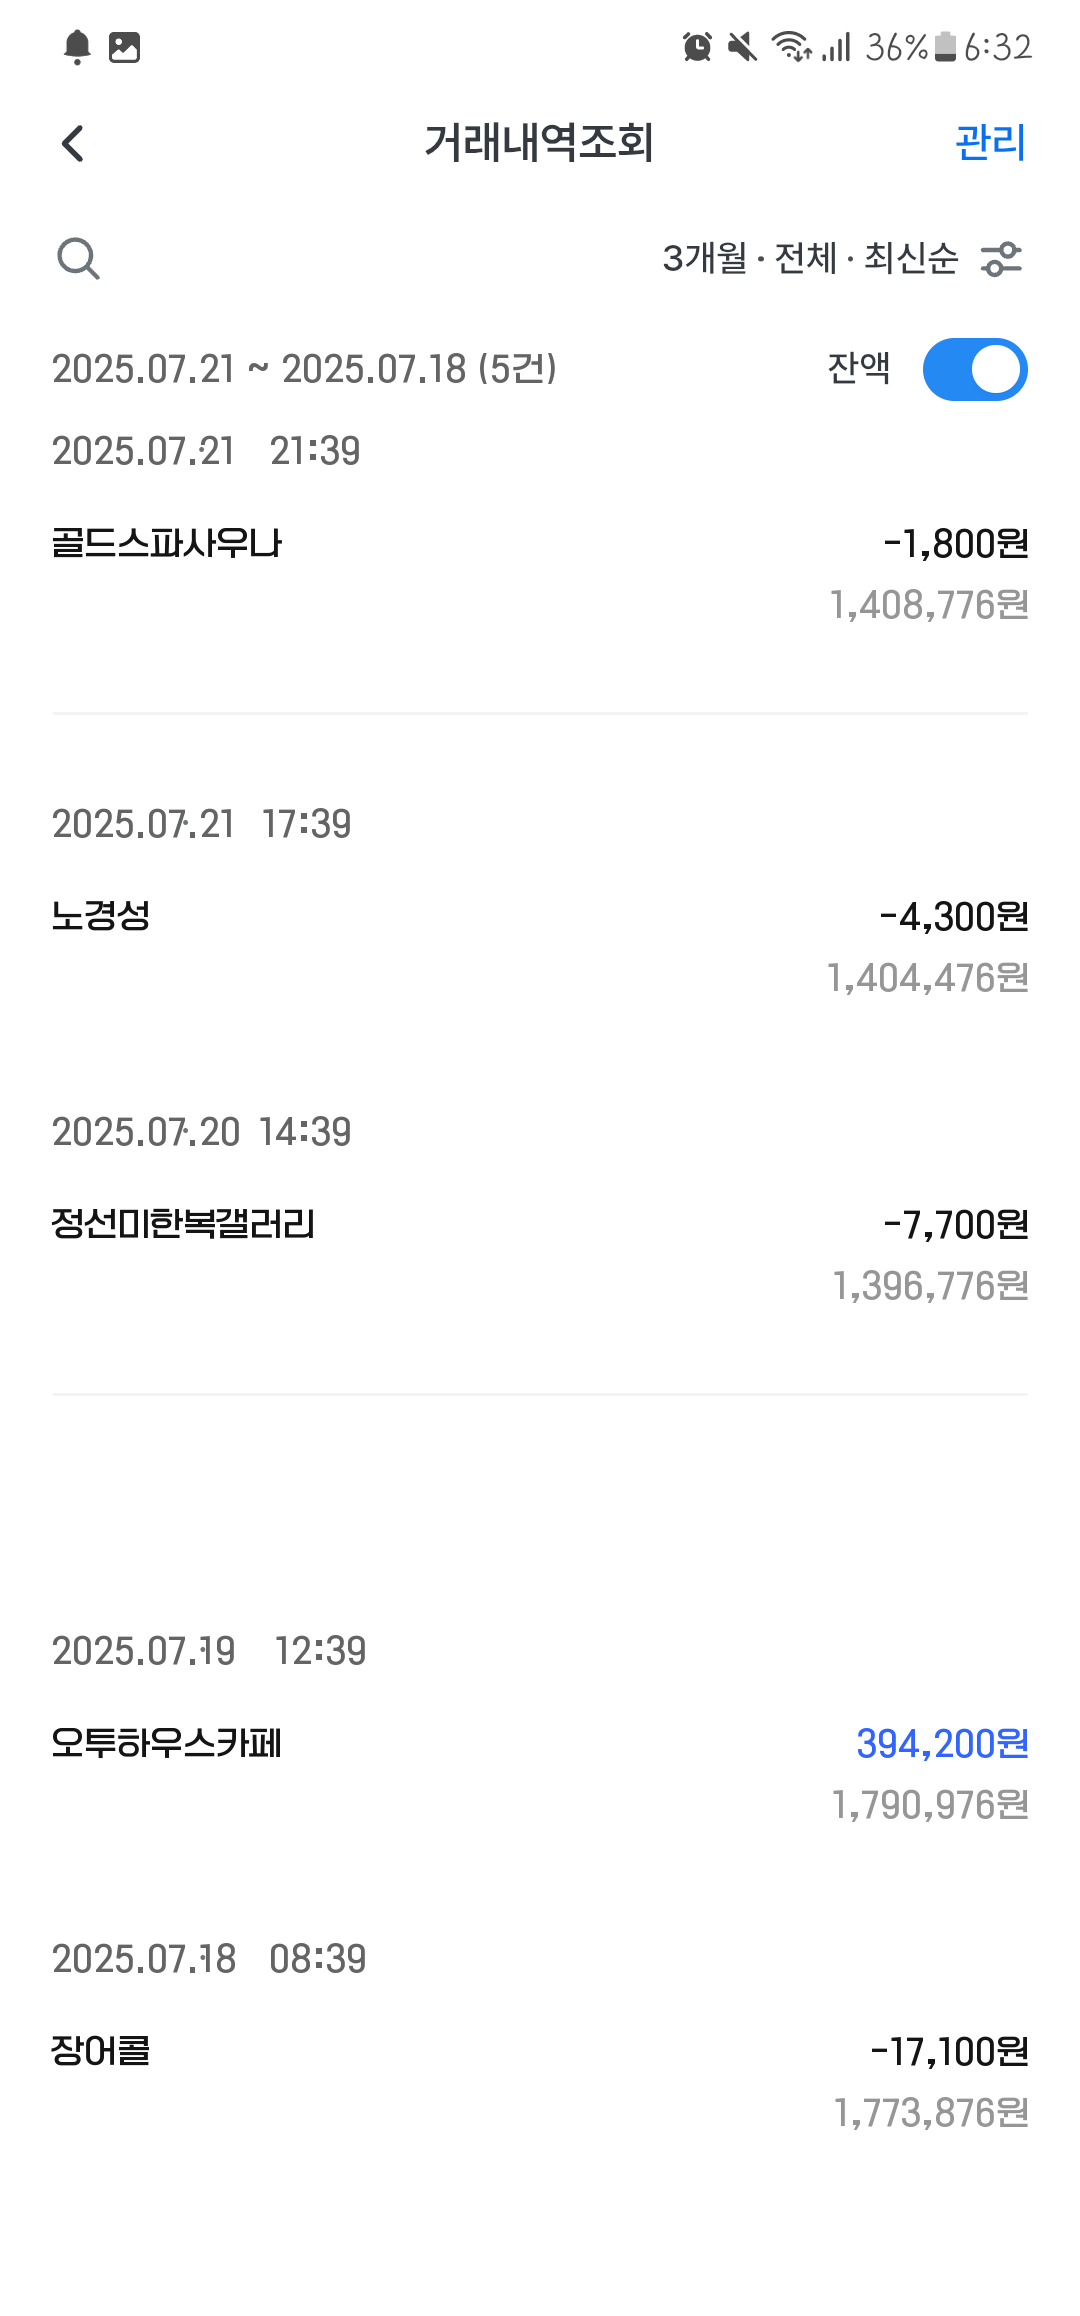 36% 6:32
거래내역조회 관리
3개월 · 전체 · 최신순
2025.07.21 ~ 2025.07.18 (5건) 잔액
2025.07.21 21:39
골드스파사우나 -1,800원
1,408,776원
2025.07.21 17:39
노경성 -4,300원
1,404,476원
2025.07.20 14:39
정선미한복갤러리 -7,700원
1,396,776원
2025.07.19 12:39
오투하우스카페 394,200원
1,790,976원
2025.07.18 08:39
장어콜 -17,100원
1,773,876원